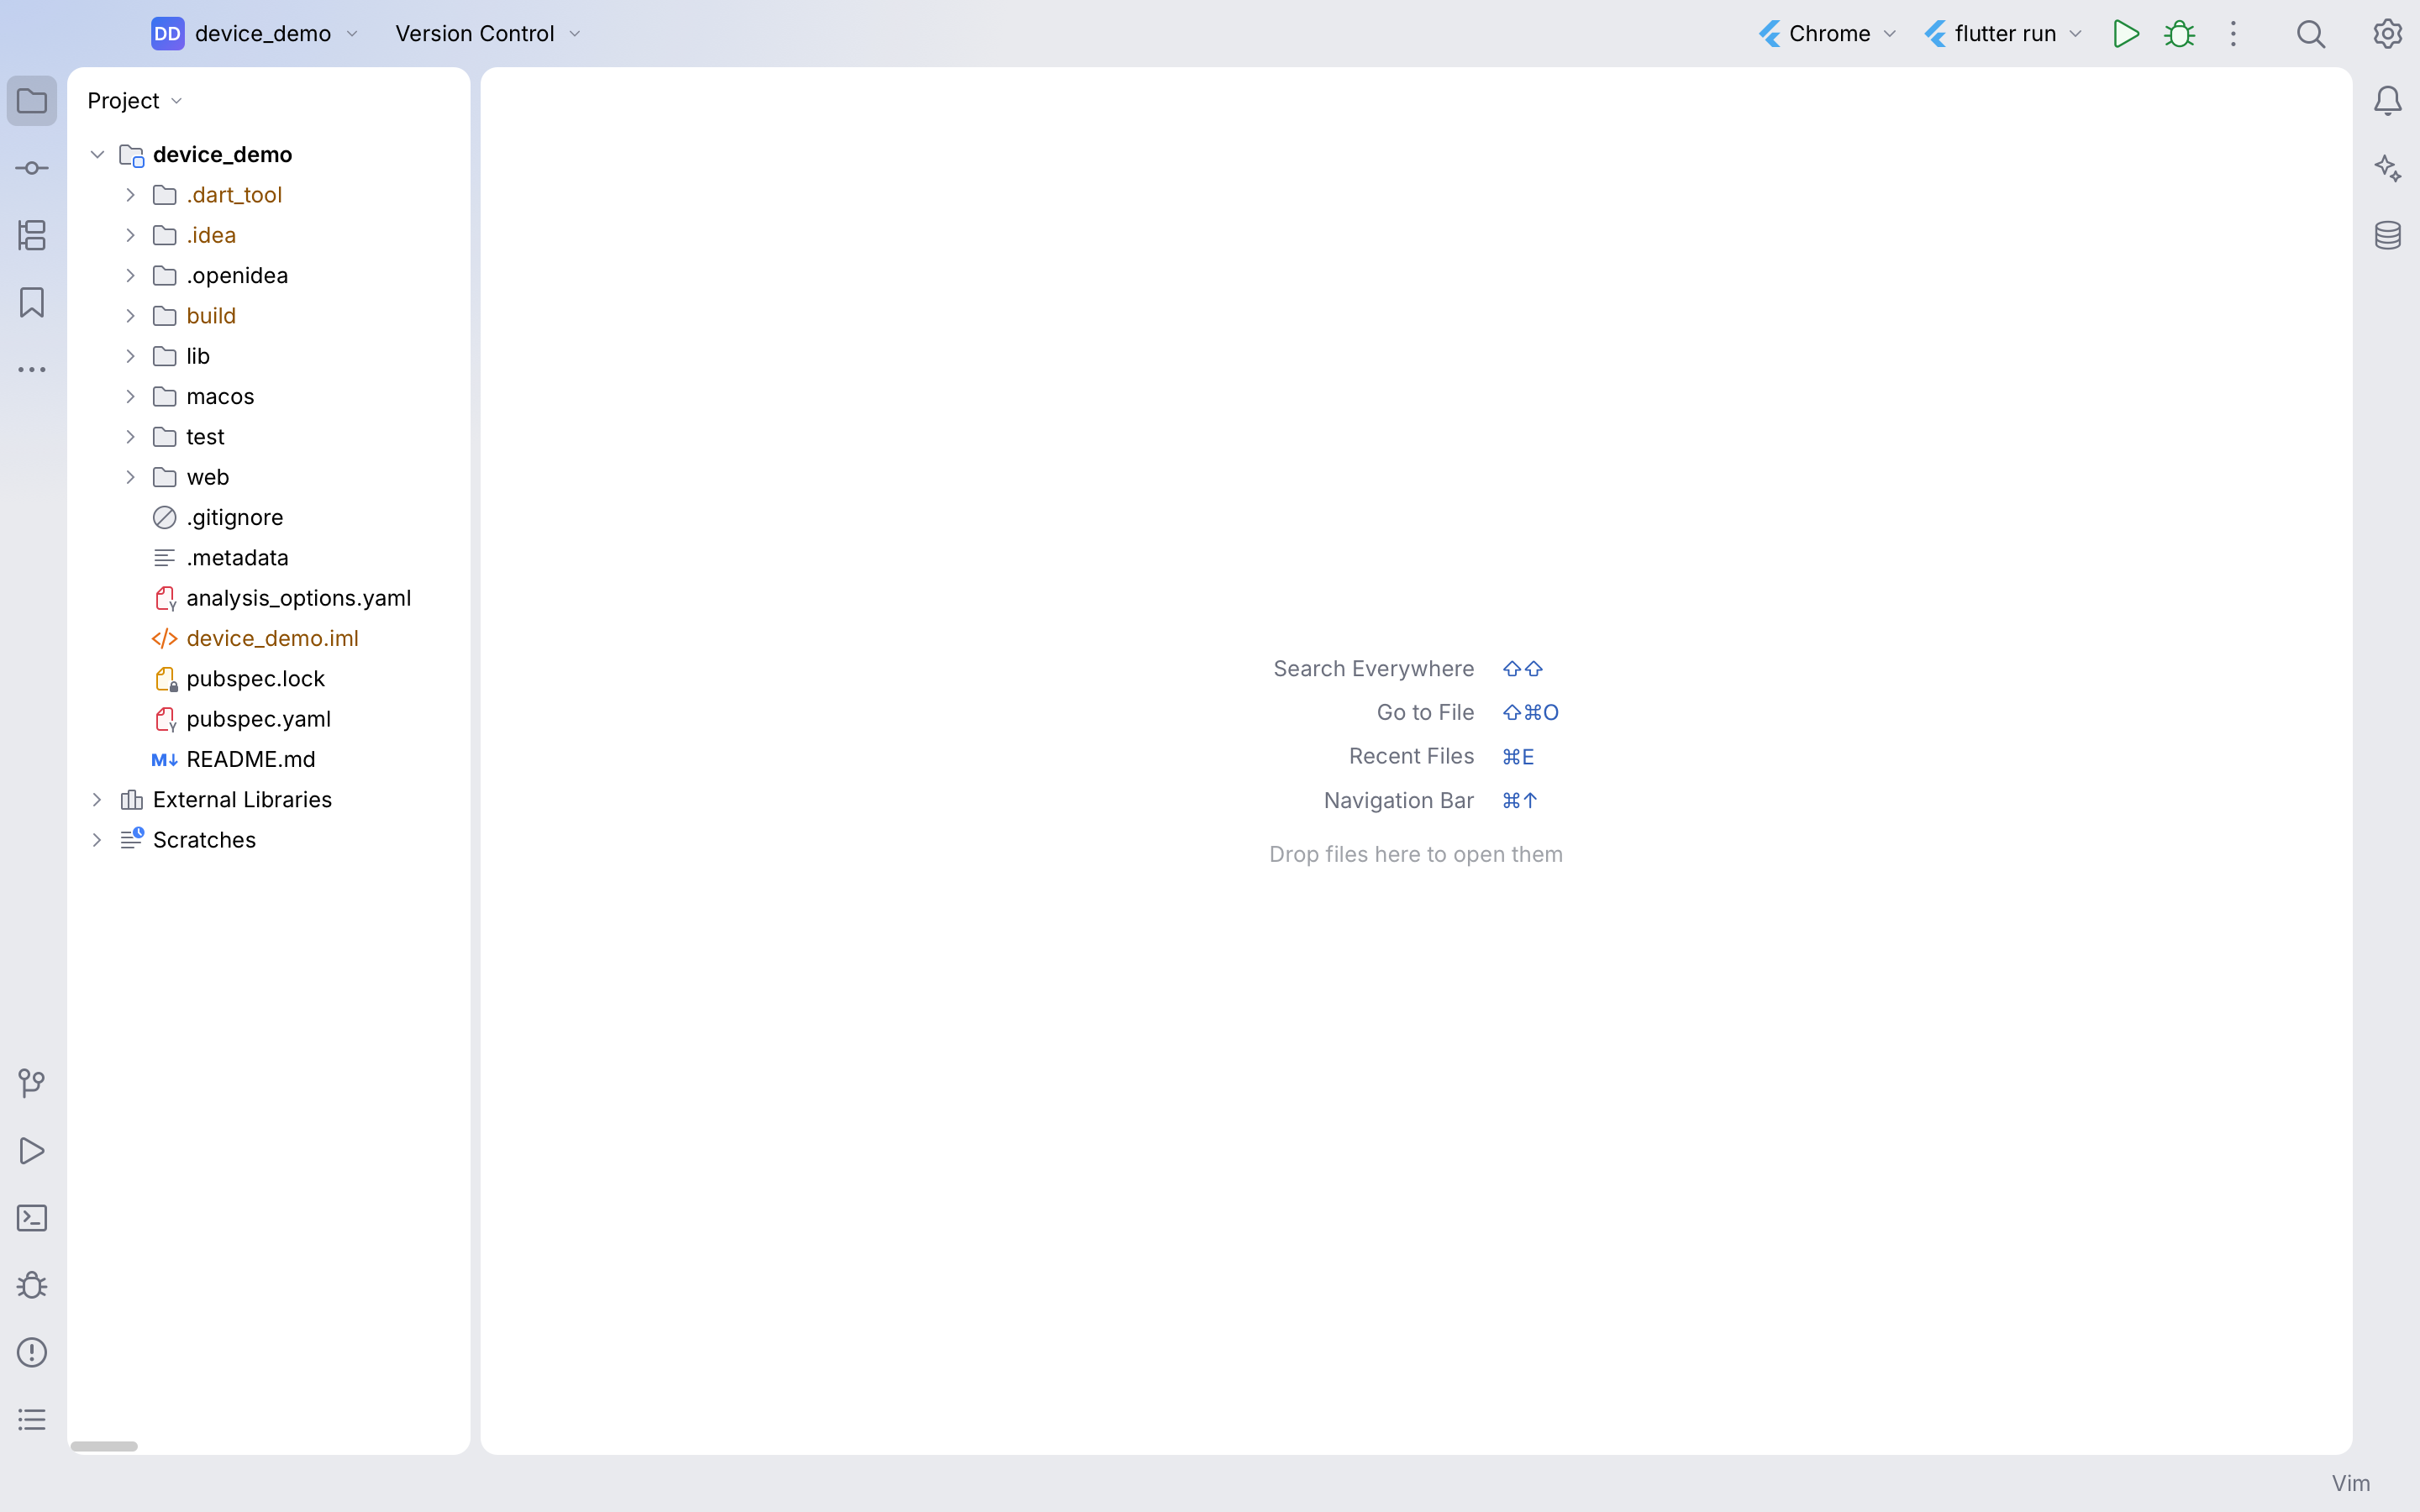 DD device_demo Version Control Chrome flutter run
Project
device_demo
.dart_tool
.idea
.openidea
build
lib
macos
test
web
.gitignore
.metadata
analysis_options.yaml
device_demo.iml
pubspec.lock
pubspec.yaml
README.md
External Libraries
Scratches
Search Everywhere ⇧⇧
Go to File ⇧⌘O
Recent Files ⌘E
Navigation Bar ⌘↑
Drop files here to open them
Vim